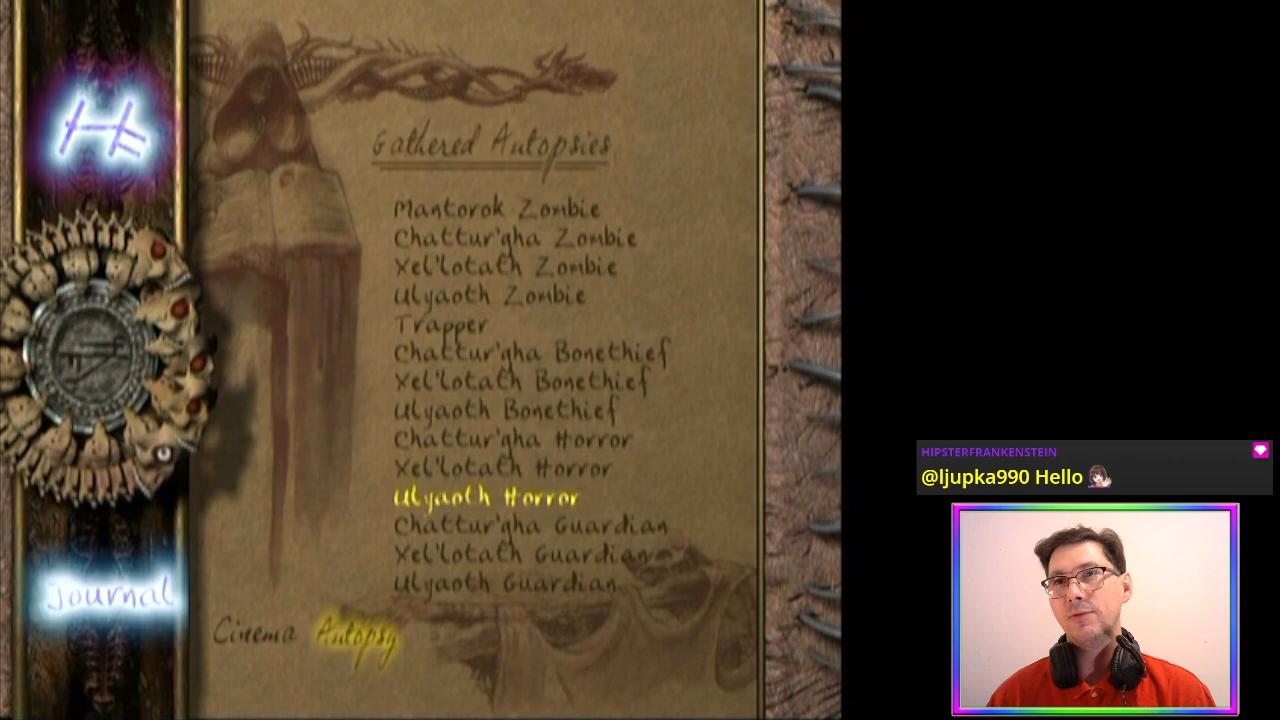 Gathered Autopsies
Mantorok Zombie
Chattur'gha Zombie
Xel'lotath Zombie
Ulyaoth Zombie
Trapper
Chattur'gha Bonethief
Xel'lotath Bonethief
Ulyaoth Bonethief
Chattur'gha Horror
Xel'lotath Horror
Ulyaoth Horror
Chattur'gha Guardian
Xel'lotath Guardian
Ulyaoth Guardian
Journal
Cinema Autopsy
HIPSTERFRANKENSTEIN
@ljupka990 Hello